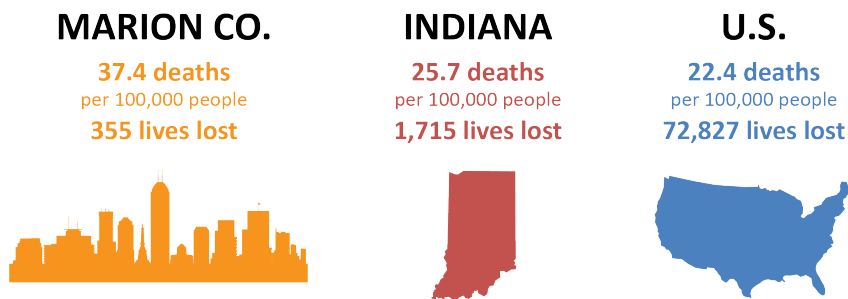 MARION CO.
37.4 deaths
per 100,000 people
355 lives lost
INDIANA
25.7 deaths
per 100,000 people
1,715 lives lost
U.S.
22.4 deaths
per 100,000 people
72,827 lives lost